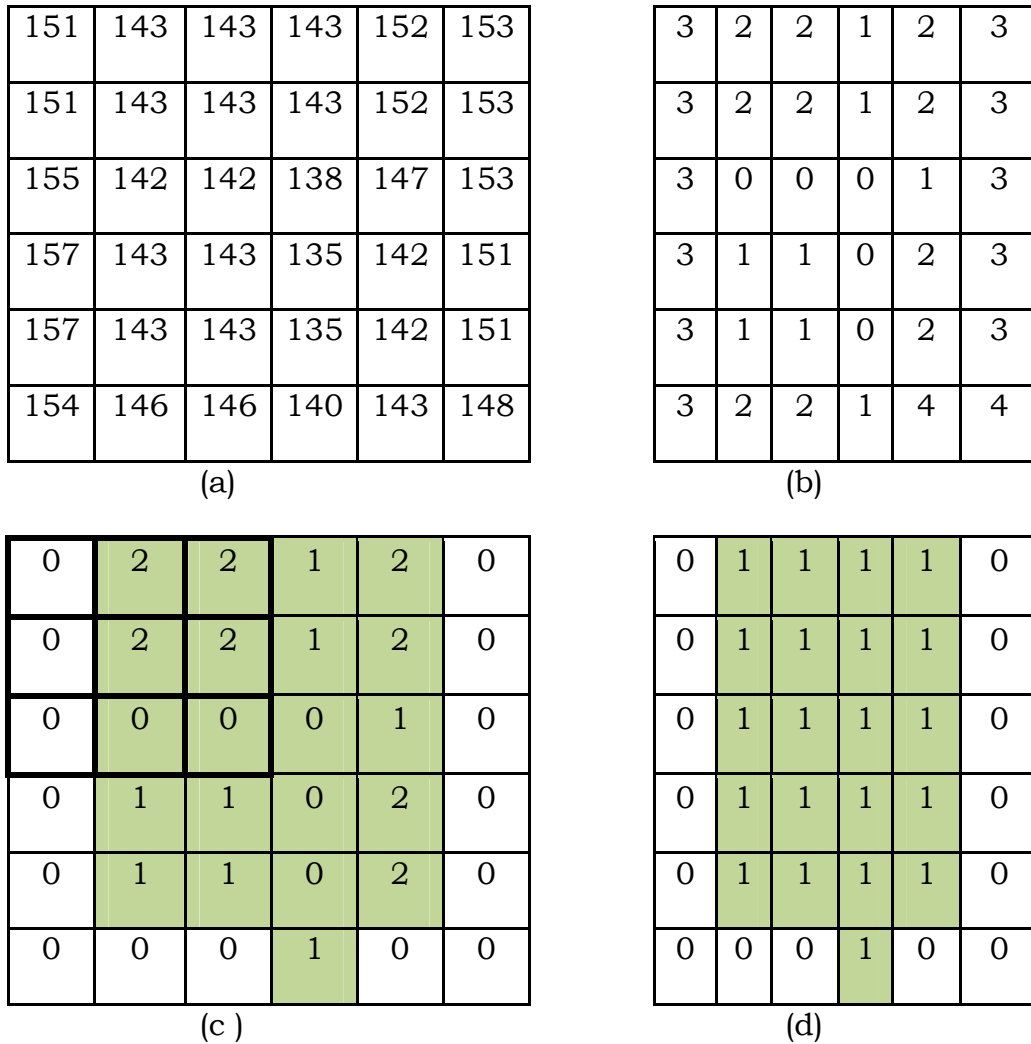 151 143 143 143 152 153 3 2 2 1 2 3
151 143 143 143 152 153 3 2 2 1 2 3
155 142 142 138 147 153 3 0 0 0 1 3
157 143 143 135 142 151 3 1 1 0 2 3
157 143 143 135 142 151 3 1 1 0 2 3
154 146 146 140 143 148 3 2 2 1 4 4
(a) (b)
0 2 2 1 2 0 0 1 1 1 1 0
0 2 2 1 2 0 0 1 1 1 1 0
0 0 0 0 1 0 0 1 1 1 1 0
0 1 1 0 2 0 0 1 1 1 1 0
0 1 1 0 2 0 0 1 1 1 1 0
0 0 0 1 0 0 0 0 0 1 0 0
(c ) (d)